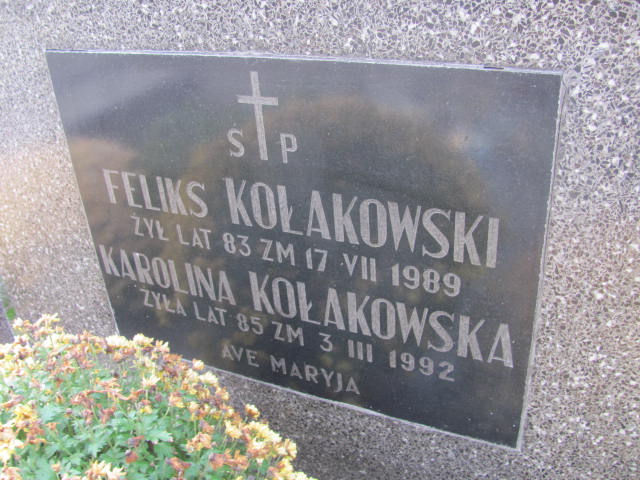 Ś P
FELIKS KOŁAKOWSKI
ŻYŁ LAT 83 ZM 17 VII 1989
KAROLINA KOŁAKOWSKA
ŻYŁA LAT 85 ZM 3 III 1992
AVE MARYJA